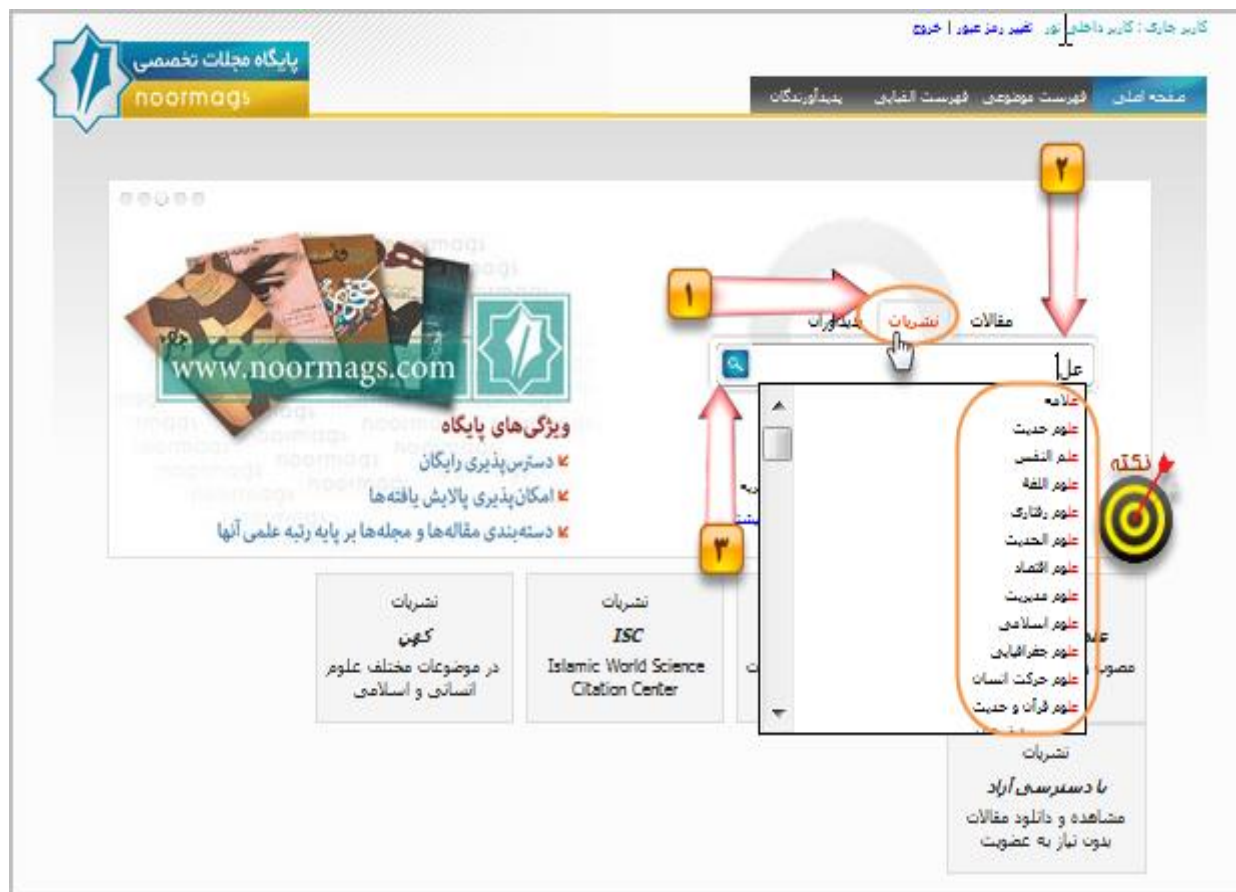 کاربر جاری : کاربر داخلی نور تغییر رمز عبور | خروج
پایگاه مجلات تخصصی
noormags
صفحه اصلی فهرست موضوعی فهرست الفبایی پدیدآورندگان
۲
۱
مقالات نشریات پدیدآوران
عل
علامه
علوم حدیث
علم النفس
علوم اللغة
علوم رفتاری
علوم الحدیث
علوم اقتصاد
علوم مدیریت
علوم اسلامی
علوم جغرافیایی
علوم حرکت انسان
علوم قرآن و حدیث
نکته
۳
www.noormags.com
ویژگی‌های پایگاه
دسترس‌پذیری رایگان
امکان‌پذیری پالایش یافته‌ها
دسته‌بندی مقاله‌ها و مجله‌ها بر پایه رتبه علمی آنها
مصوب
نشریات
ISC
Islamic World Science
Citation Center
نشریات
کهن
در موضوعات مختلف علوم
انسانی و اسلامی
نشریات
با دسترسی آزاد
مشاهده و دانلود مقالات
بدون نیاز به عضویت